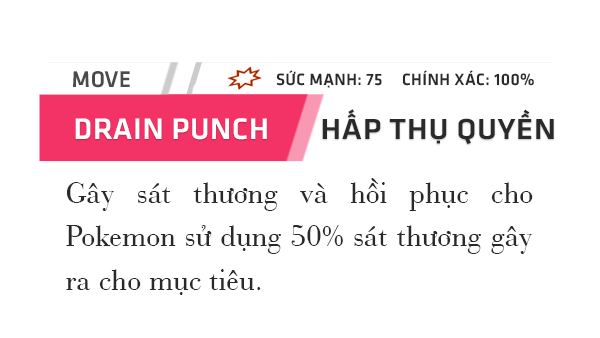 MOVE SỨC MẠNH: 75 CHÍNH XÁC: 100%
DRAIN PUNCH HẤP THỤ QUYỀN
Gây sát thương và hồi phục cho
Pokemon sử dụng 50% sát thương gây
ra cho mục tiêu.